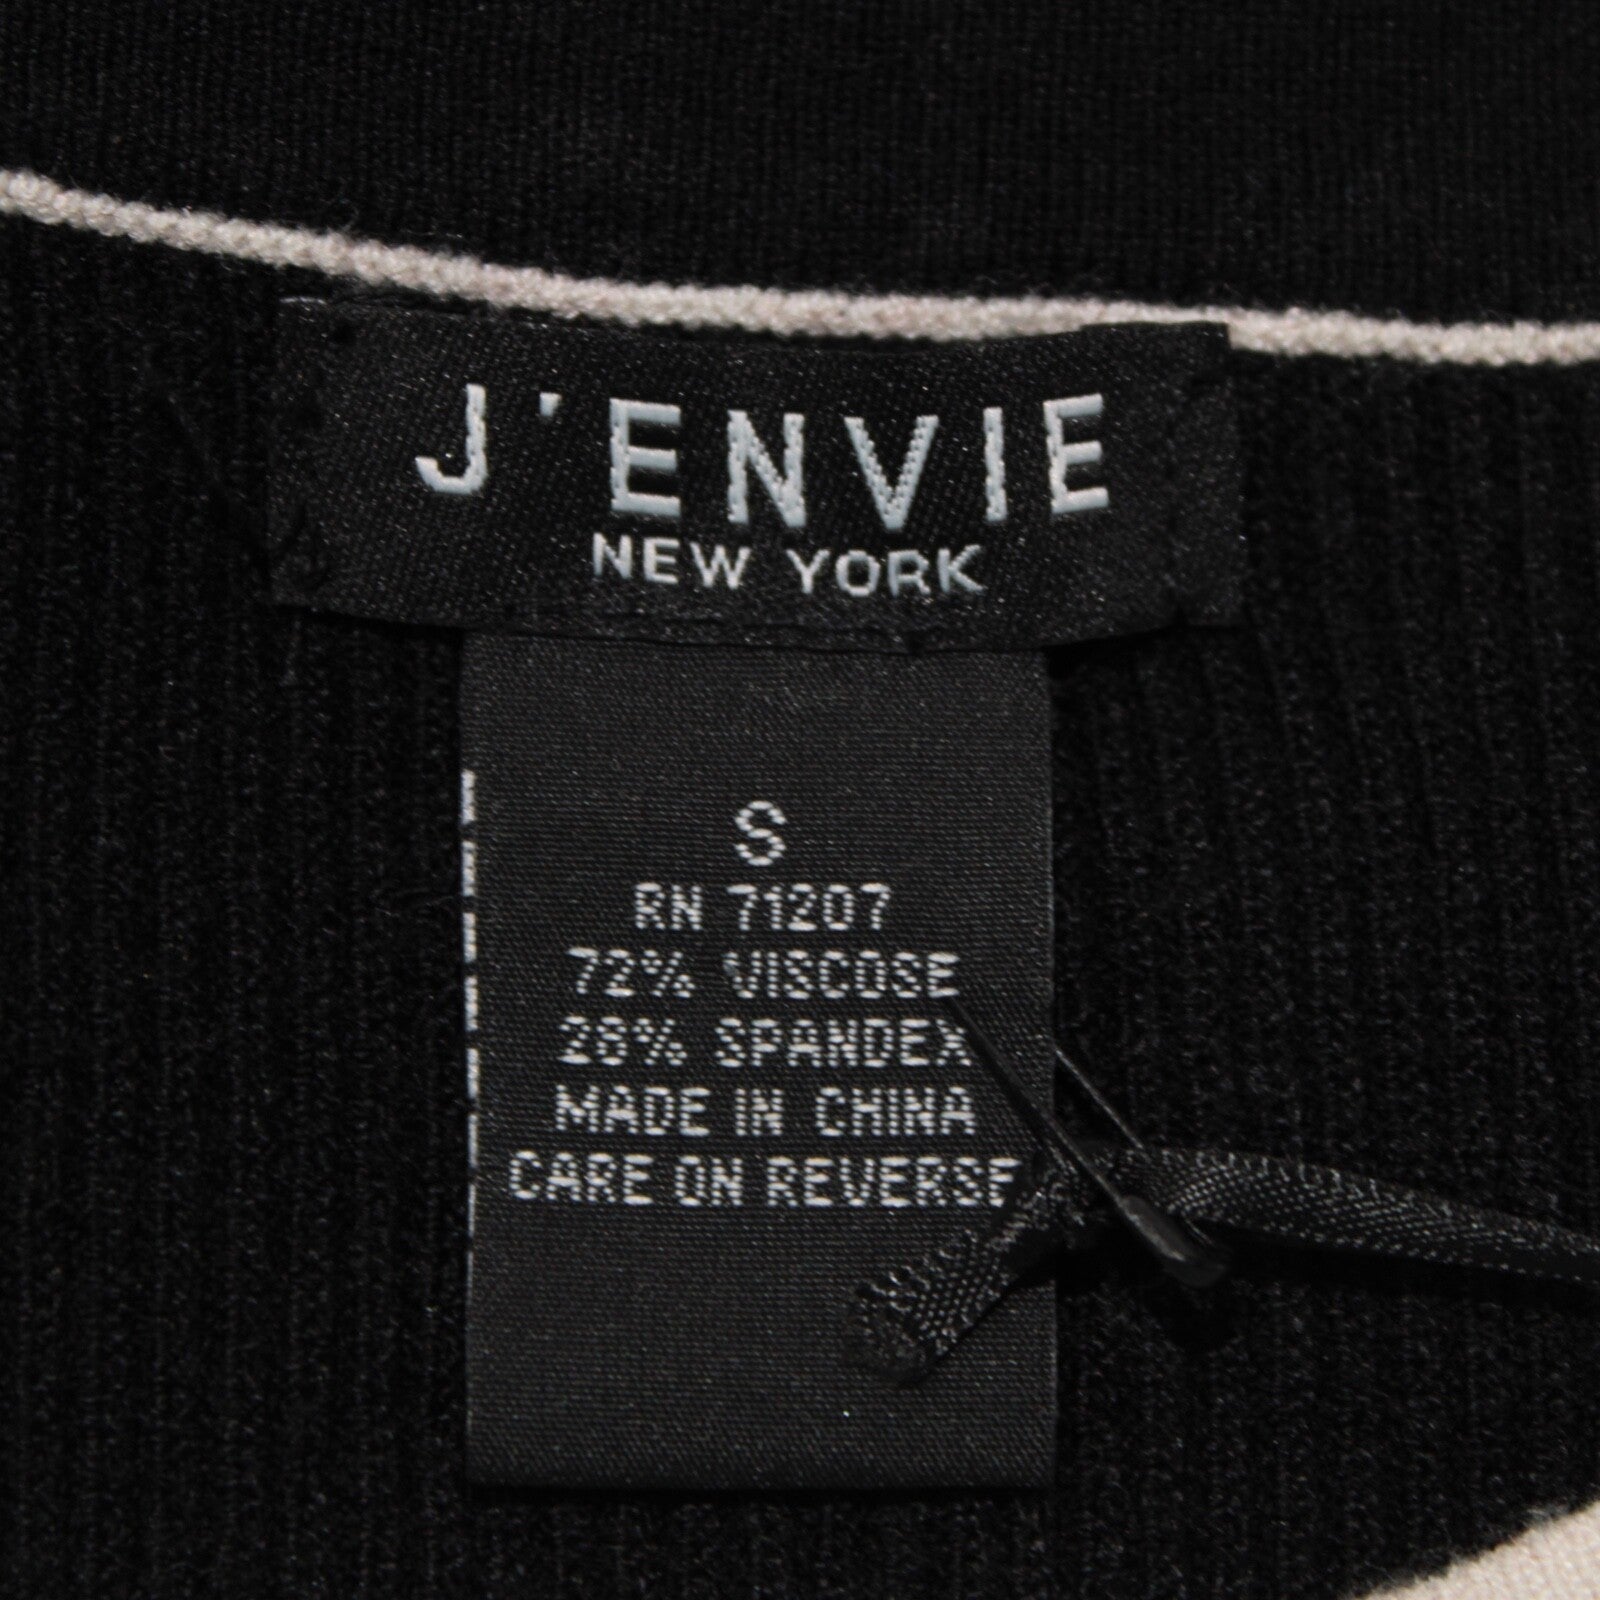 J'ENVIE
NEW YORK
S
RN 71207
72% VISCOSE
28% SPANDEX
MADE IN CHINA
CARE ON REVERSE